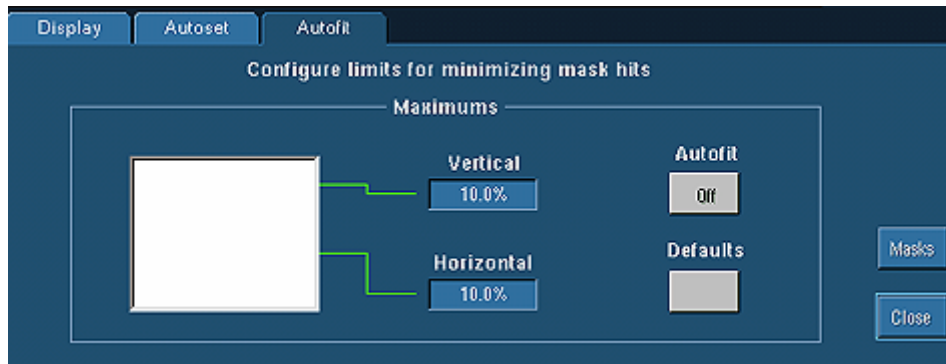 Display Autoset Autofit
Configure limits for minimizing mask hits
Maximums
Vertical
10.0%
Autofit
Off
Horizontal
10.0%
Defaults
Masks
Close